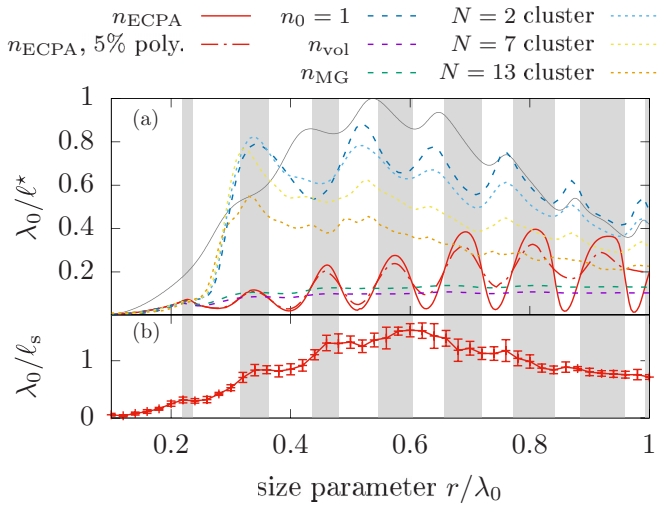 n_ECPA n_0 = 1 N = 2 cluster
n_ECPA, 5% poly. n_vol N = 7 cluster
n_MG N = 13 cluster
(a)
1
0.8
0.6
0.4
0.2
λ_0/ℓ*
(b)
1
0
λ_0/ℓ_s
0.2 0.4 0.6 0.8 1
size parameter r/λ_0